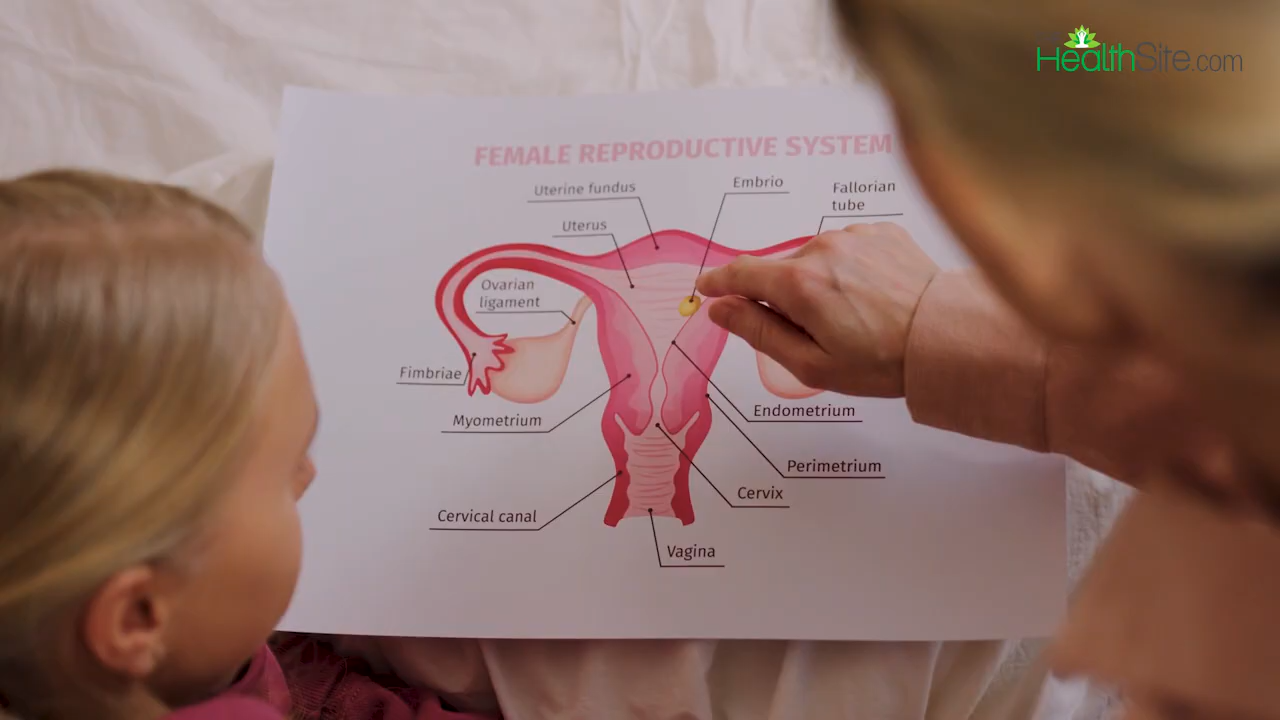 HealthSite.com
FEMALE REPRODUCTIVE SYSTEM
Uterine fundus
Embrio
Fallorian
tube
Uterus
Ovarian
ligament
Fimbriae
Myometrium
Endometrium
Perimetrium
Cervix
Cervical canal
Vagina